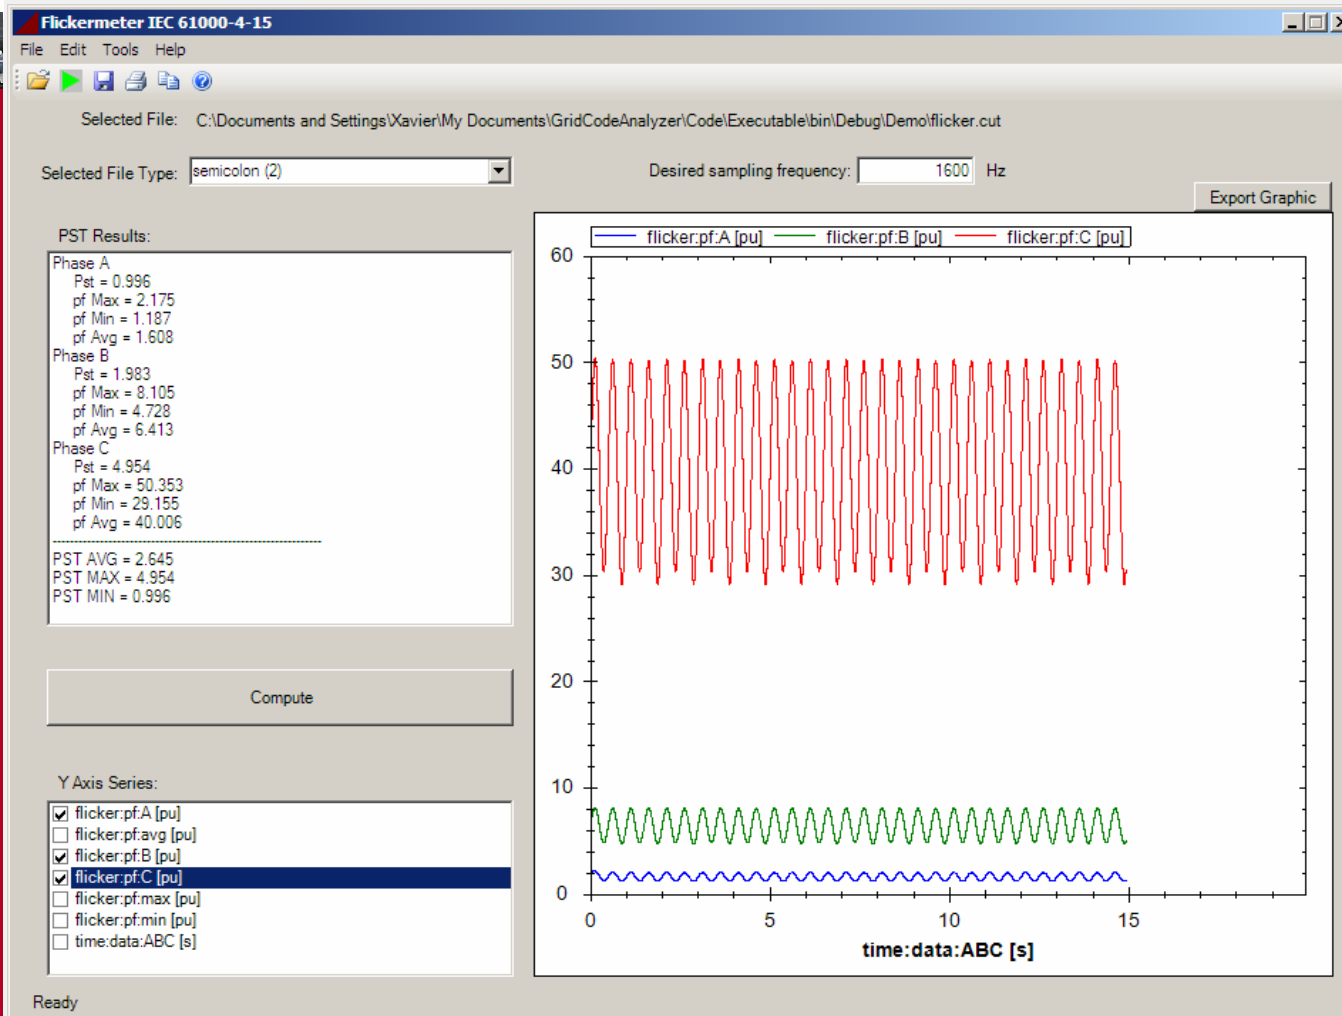 Flickermeter IEC 61000-4-15
File Edit Tools Help
Selected File: C:\Documents and Settings\Xavier\My Documents\GridCodeAnalyzer\Code\Executable\bin\Debug\Demo\flicker.cut
Selected File Type: semicolon (2)
Desired sampling frequency: 1600 Hz
Export Graphic
PST Results:
Phase A
Pst = 0.996
pf Max = 2.175
pf Min = 1.187
pf Avg = 1.608
Phase B
Pst = 1.983
pf Max = 8.105
pf Min = 4.728
pf Avg = 6.413
Phase C
Pst = 4.954
pf Max = 50.353
pf Min = 29.155
pf Avg = 40.006
PST AVG = 2.645
PST MAX = 4.954
PST MIN = 0.996
Compute
Y Axis Series:
flicker:pf:A [pu]
flicker:pf:avg [pu]
flicker:pf:B [pu]
flicker:pf:C [pu]
flicker:pf:max [pu]
flicker:pf:min [pu]
time:data:ABC [s]
flicker:pf:A [pu] flicker:pf:B [pu] flicker:pf:C [pu]
60
50
40
30
20
10
0
0 5 10 15
time:data:ABC [s]
Ready